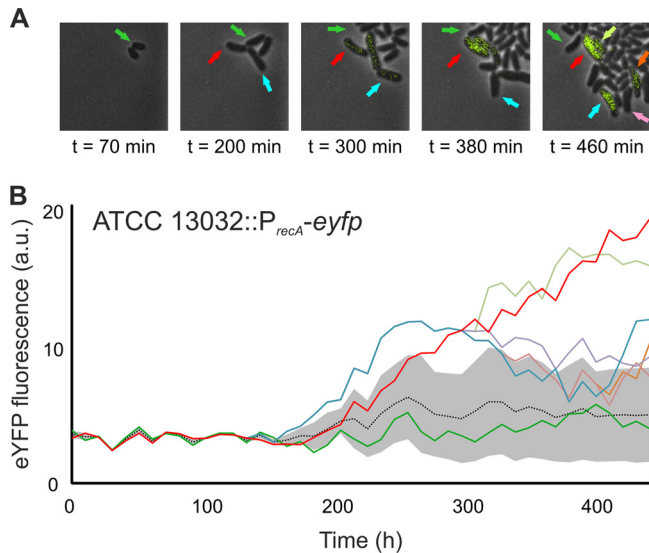 A
t = 70 min
t = 200 min
t = 300 min
t = 380 min
t = 460 min
B
ATCC 13032::PrecA-eyfp
eYFP fluorescence (a.u.)
20
10
0
0
100
200
300
400
Time (h)